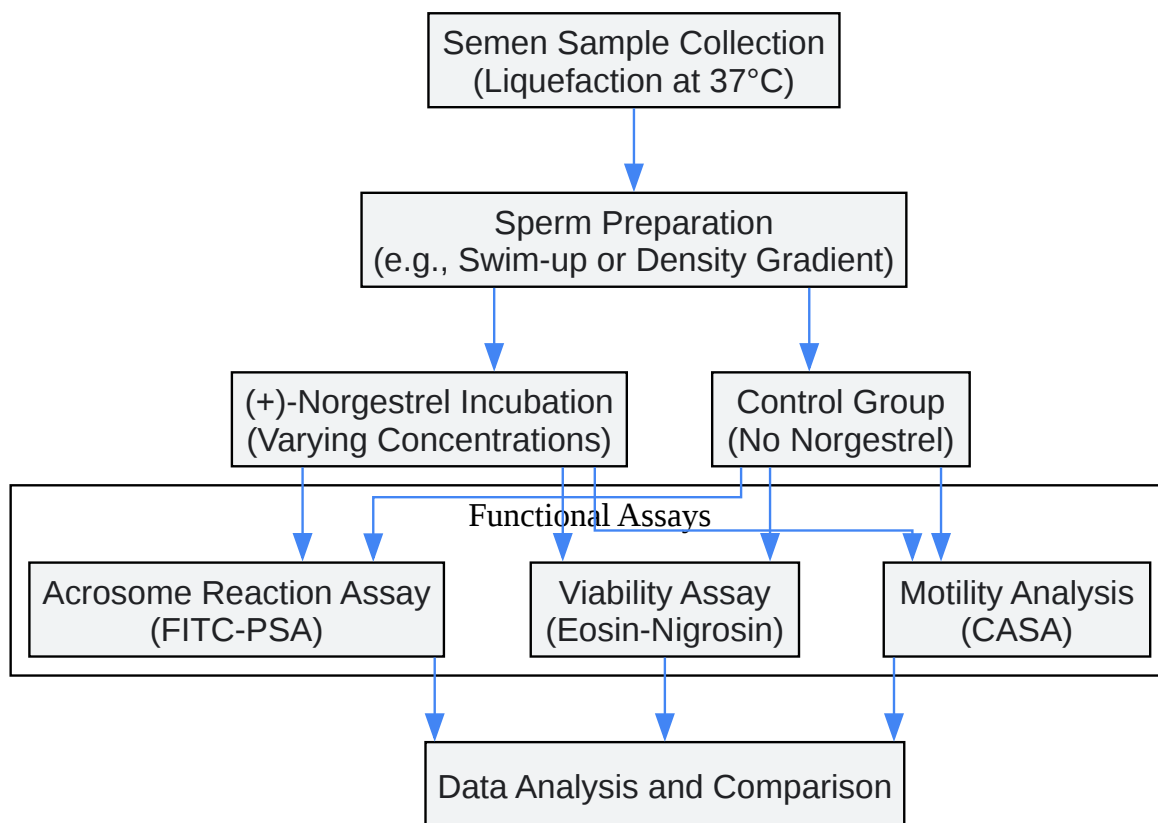 Semen Sample Collection
(Liquefaction at 37°C)
Sperm Preparation
(e.g., Swim-up or Density Gradient)
(+)-Norgestrel Incubation
(Varying Concentrations)
Control Group
(No Norgestrel)
Functional Assays
Acrosome Reaction Assay
(FITC-PSA)
Viability Assay
(Eosin-Nigrosin)
Motility Analysis
(CASA)
Data Analysis and Comparison